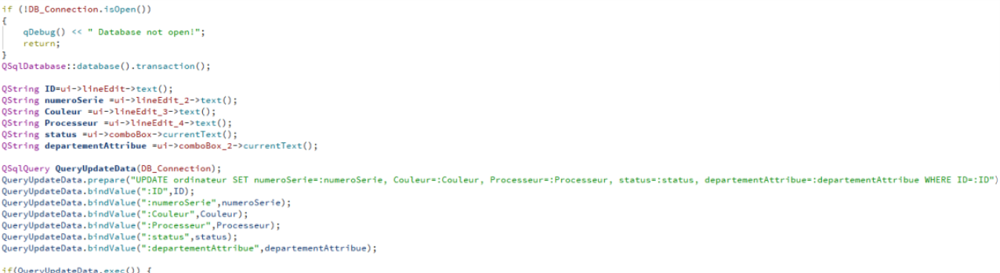 if (!DB_Connection.isOpen())
{
qDebug() << " Database not open!";
return;
}
QSqlDatabase::database().transaction();
QString ID=ui->lineEdit->text();
QString numeroSerie =ui->lineEdit_2->text();
QString Couleur =ui->lineEdit_3->text();
QString Processeur =ui->lineEdit_4->text();
QString status =ui->comboBox->currentText();
QString departementAttribue =ui->comboBox_2->currentText();
QSqlQuery QueryUpdateData(DB_Connection);
QueryUpdateData.prepare("UPDATE ordinateur SET numeroSerie=:numeroSerie, Couleur=:Couleur, Processeur=:Processeur, status=:status, departementAttribue=:departementAttribue WHERE ID=:ID")
QueryUpdateData.bindValue(":ID",ID);
QueryUpdateData.bindValue(":numeroSerie",numeroSerie);
QueryUpdateData.bindValue(":Couleur",Couleur);
QueryUpdateData.bindValue(":Processeur",Processeur);
QueryUpdateData.bindValue(":status",status);
QueryUpdateData.bindValue(":departementAttribue",departementAttribue);
if(QueryUpdateData.exec()) {